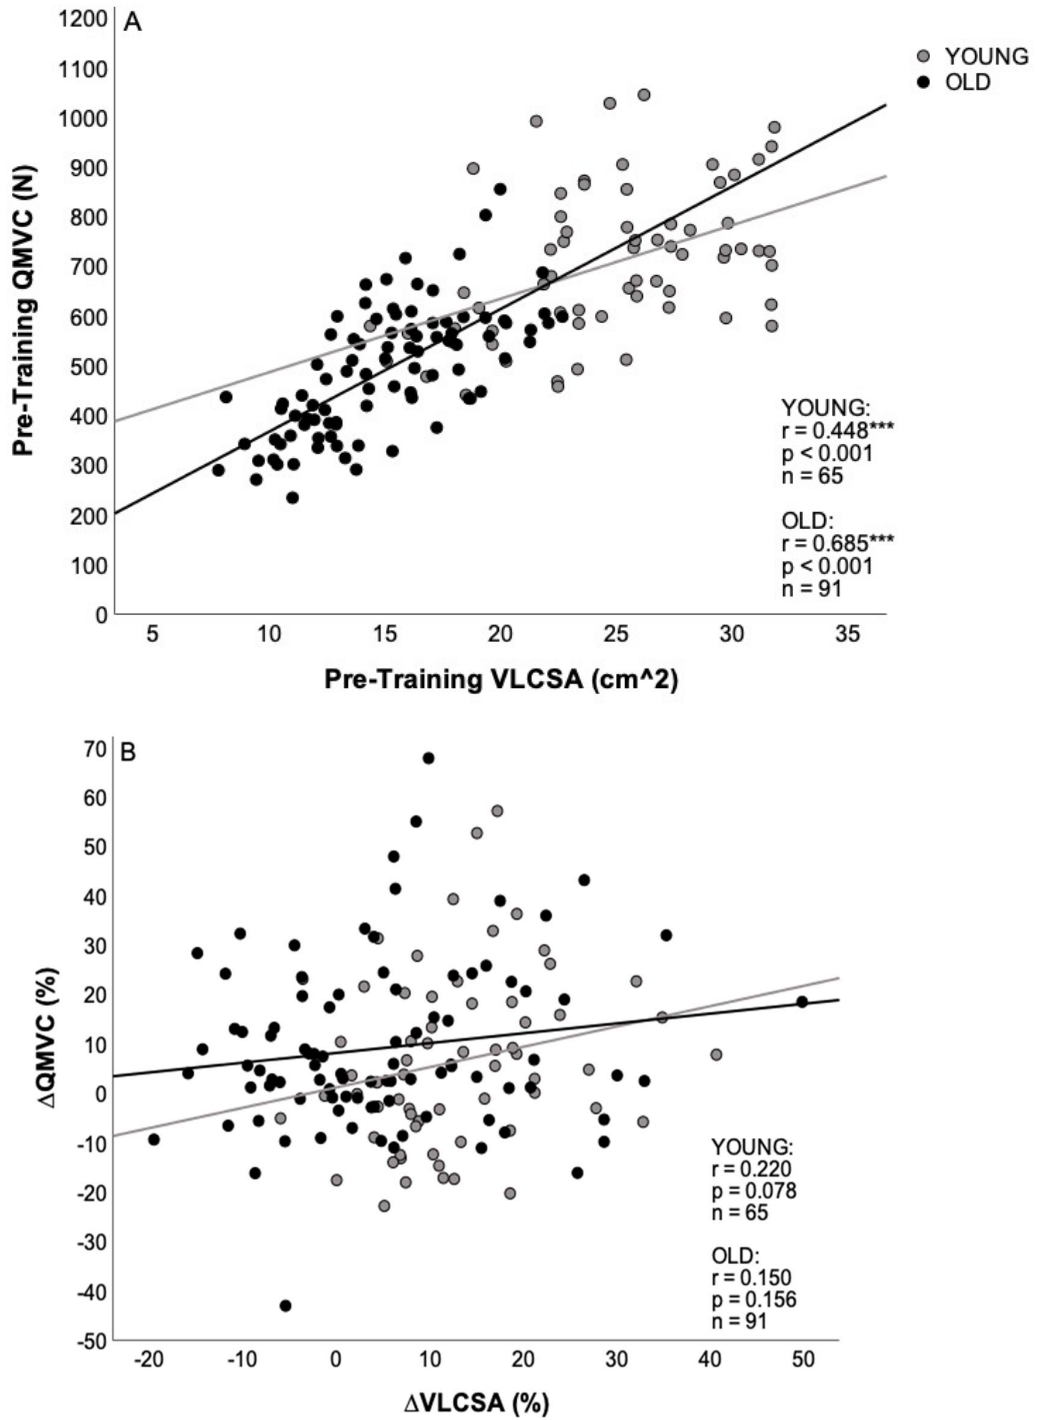 A
1200
1100
1000
900
800
700
600
500
400
300
200
100
0
Pre-Training QMVC (N)
YOUNG
OLD
YOUNG:
r = 0.448***
p < 0.001
n = 65
OLD:
r = 0.685***
p < 0.001
n = 91
5 10 15 20 25 30 35
Pre-Training VLCSA (cm^2)
B
70
60
50
40
30
20
10
0
-10
-20
-30
-40
-50
ΔQMVC (%)
YOUNG:
r = 0.220
p = 0.078
n = 65
OLD:
r = 0.150
p = 0.156
n = 91
-20 -10 0 10 20 30 40 50
ΔVLCSA (%)